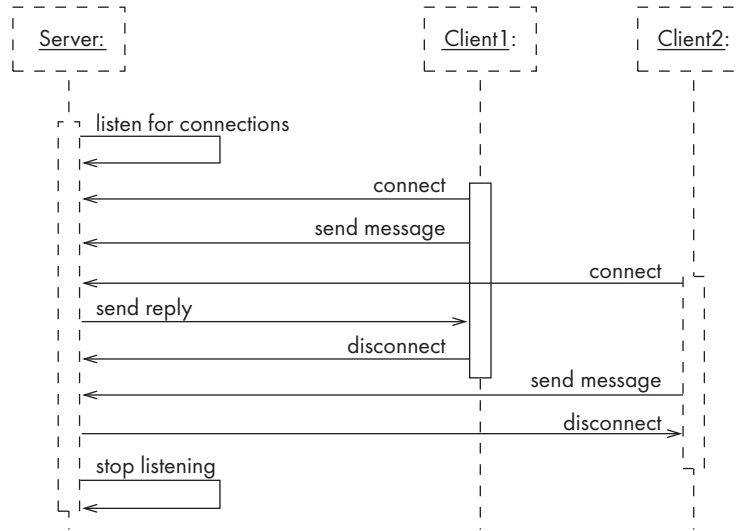 Server:
Client1:
Client2:
listen for connections
connect
send message
connect
send reply
disconnect
send message
disconnect
stop listening